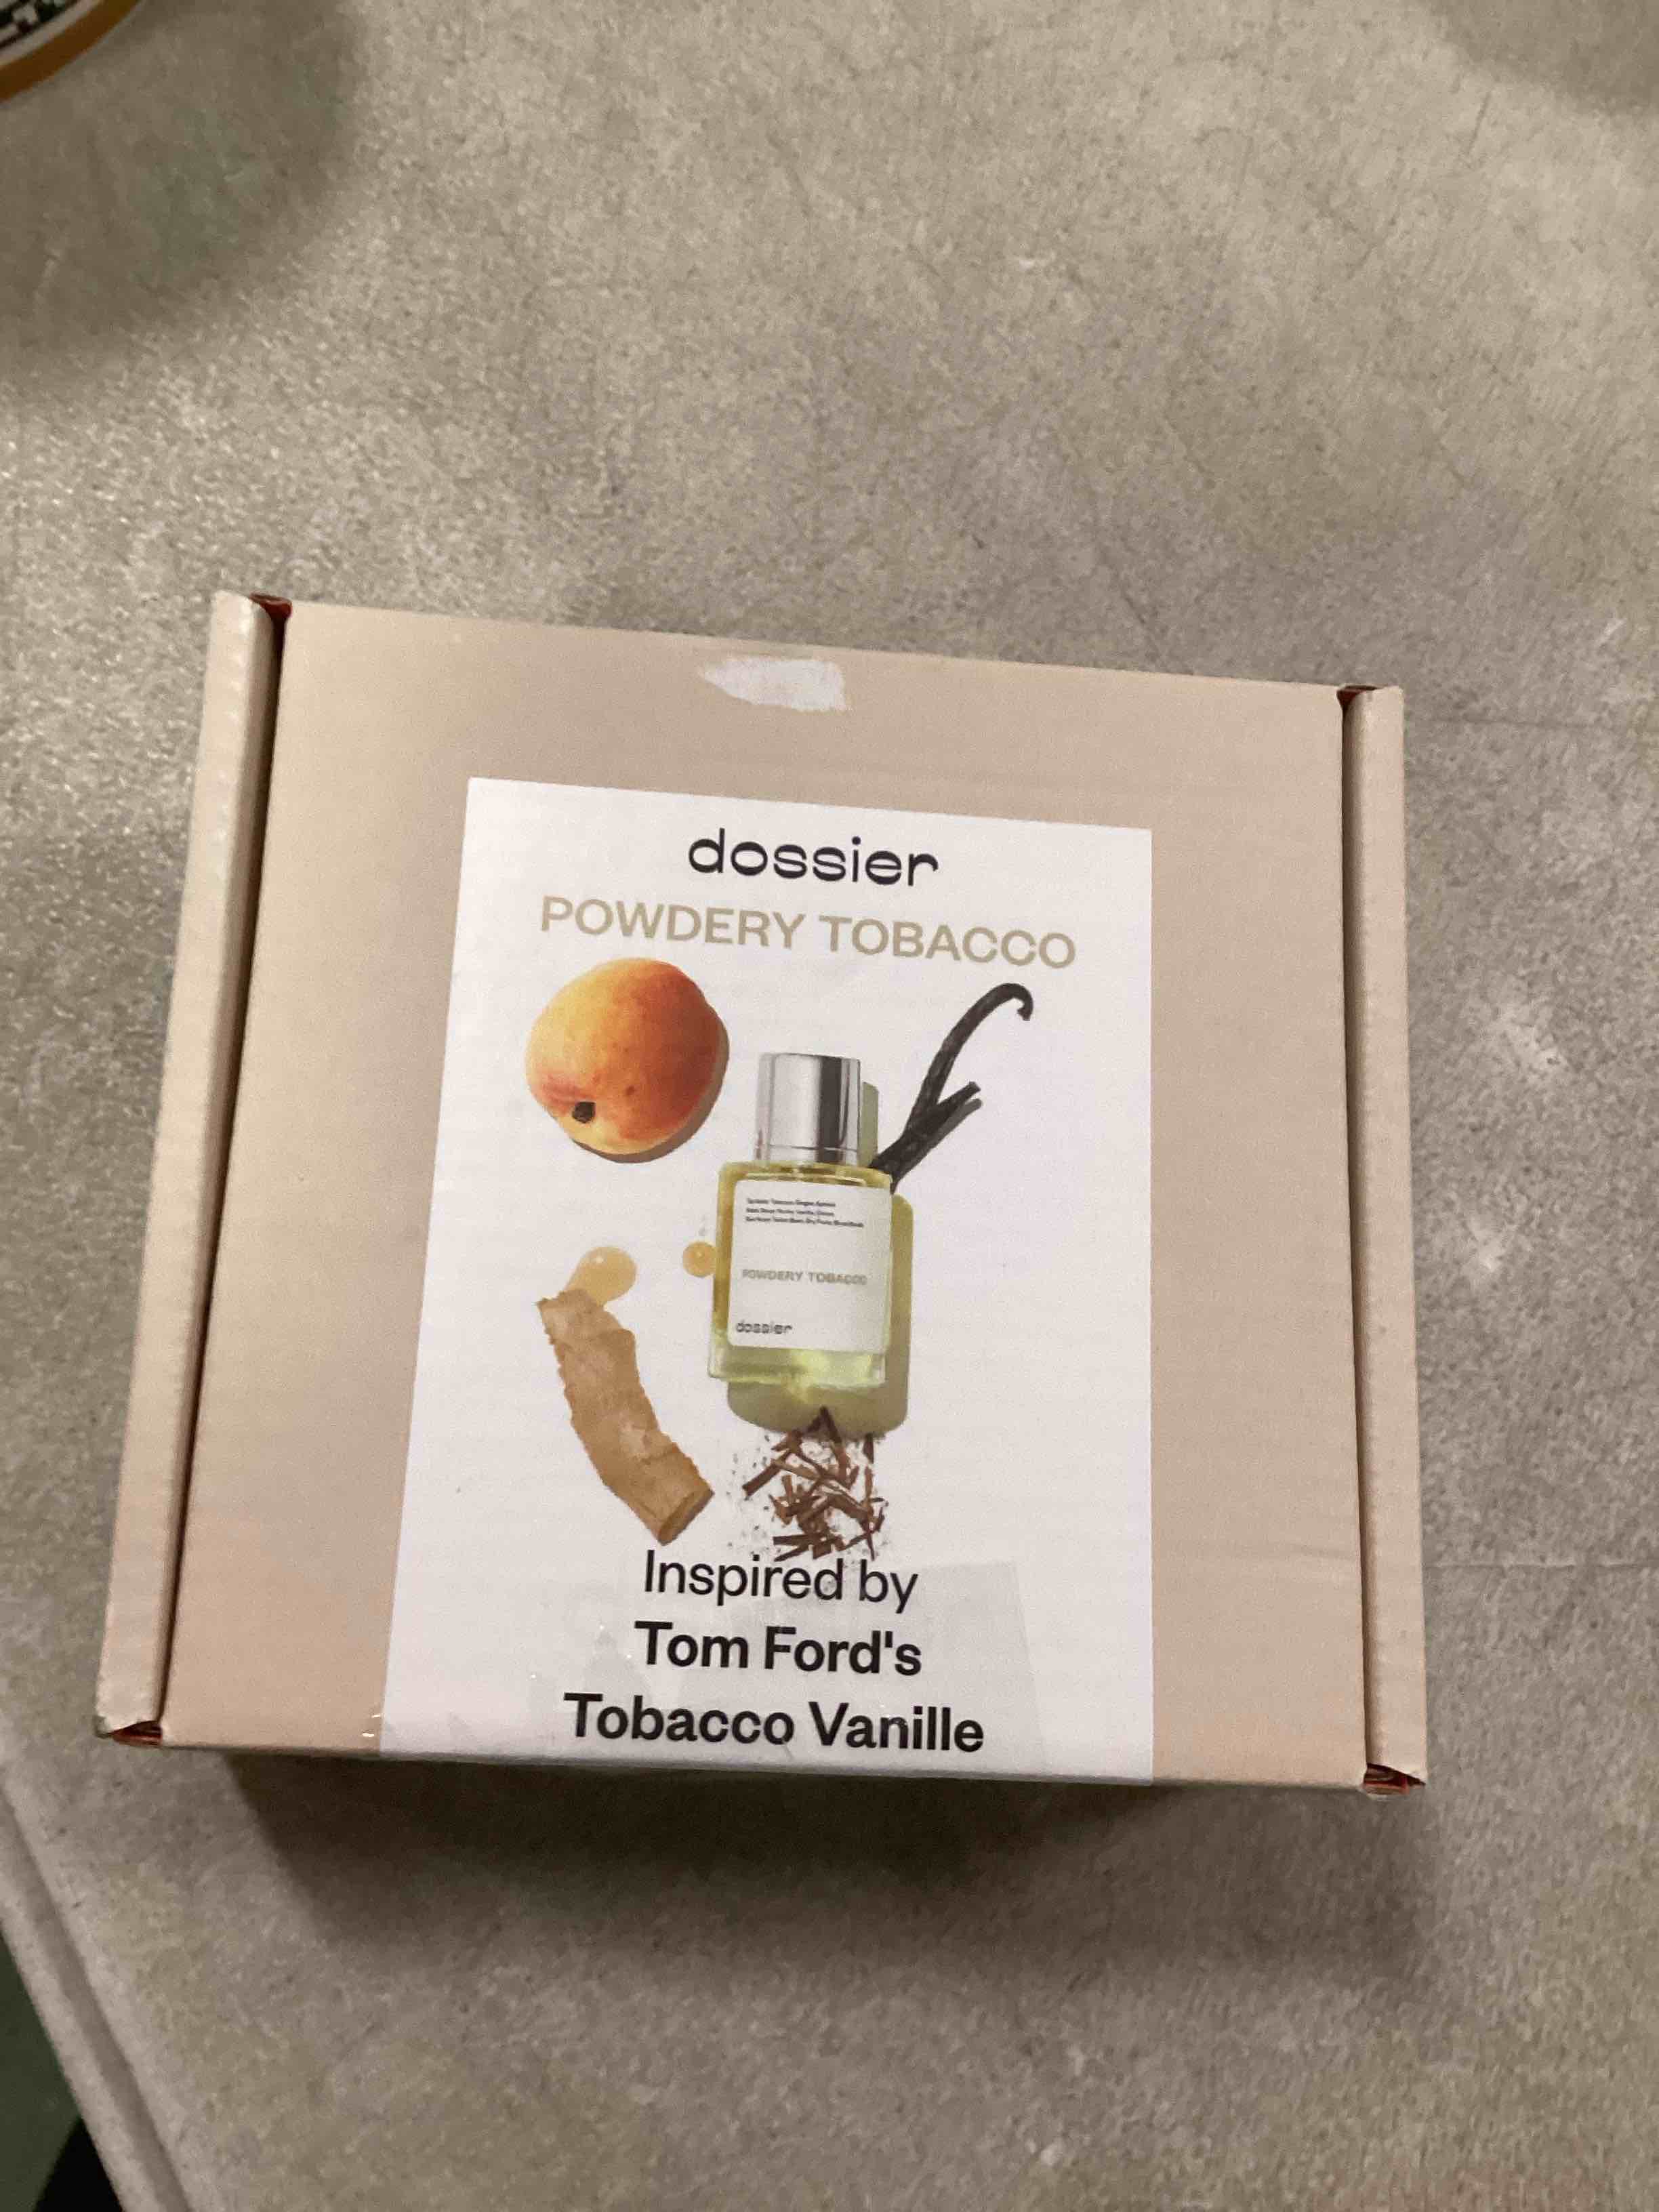 dossier
POWDERY TOBACCO
POWDERY TOBACCO
dossier
Inspired by
Tom Ford's
Tobacco Vanille